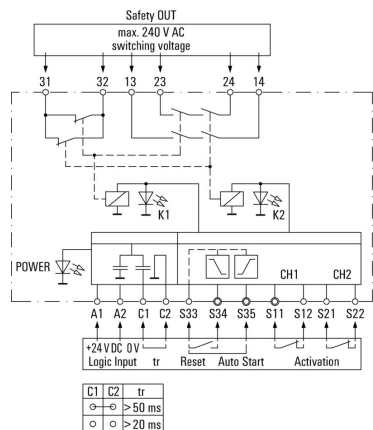 Safety OUT
max. 240 V AC
switching voltage
31 32 13 23 24 14
K1 K2
POWER
CH1 CH2
A1 A2 C1 C2 S33 S34 S35 S11 S12 S21 S22
+24 V DC 0 V
Logic Input tr Reset Auto Start Activation
C1 C2 tr
>50 ms
>20 ms